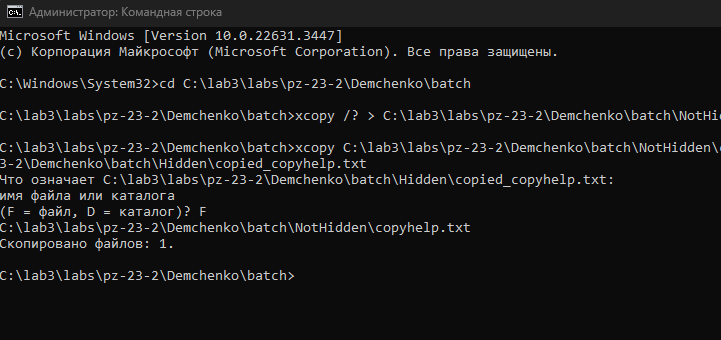 Администратор: Командная строка
Microsoft Windows [Version 10.0.22631.3447]
(c) Корпорация Майкрософт (Microsoft Corporation). Все права защищены.
C:\Windows\System32>cd C:\lab3\labs\pz-23-2\Demchenko\batch
C:\lab3\labs\pz-23-2\Demchenko\batch>xcopy /? > C:\lab3\labs\pz-23-2\Demchenko\batch\NotHid
C:\lab3\labs\pz-23-2\Demchenko\batch>xcopy C:\lab3\labs\pz-23-2\Demchenko\batch\NotHidden\
3-2\Demchenko\batch\Hidden\copied_copyhelp.txt
Что означает C:\lab3\labs\pz-23-2\Demchenko\batch\Hidden\copied_copyhelp.txt:
имя файла или каталога
(F = файл, D = каталог)? F
C:\lab3\labs\pz-23-2\Demchenko\batch\NotHidden\copyhelp.txt
Скопировано файлов: 1.
C:\lab3\labs\pz-23-2\Demchenko\batch>